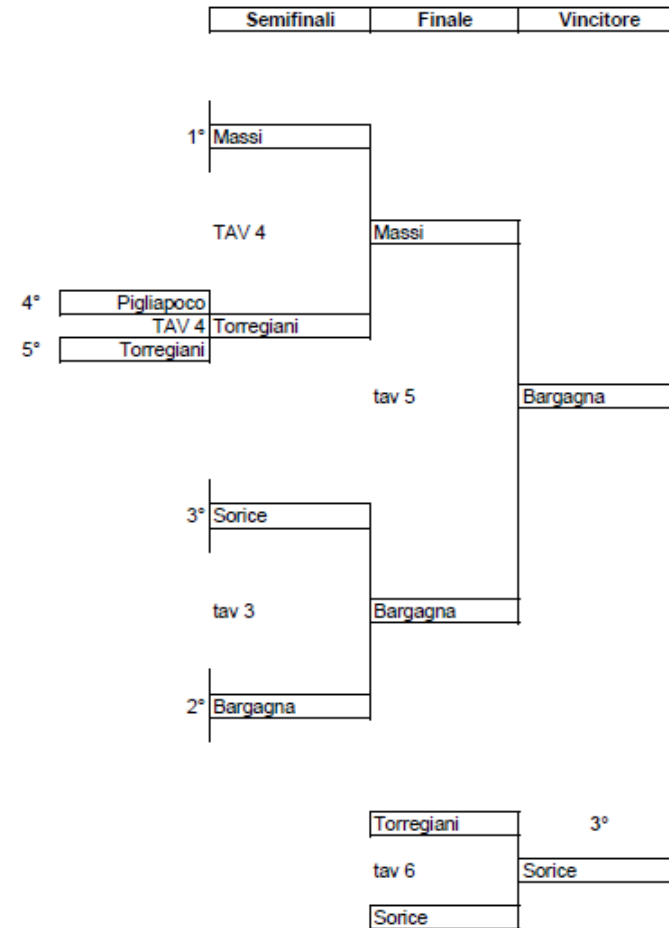 Semifinali Finale Vincitore
1° Massi
TAV 4 Massi
4° Pigliapoco
TAV 4 Torregiani
5° Torregiani
tav 5 Bargagna
3° Sorice
tav 3 Bargagna
2° Bargagna
Torregiani 3°
tav 6 Sorice
Sorice